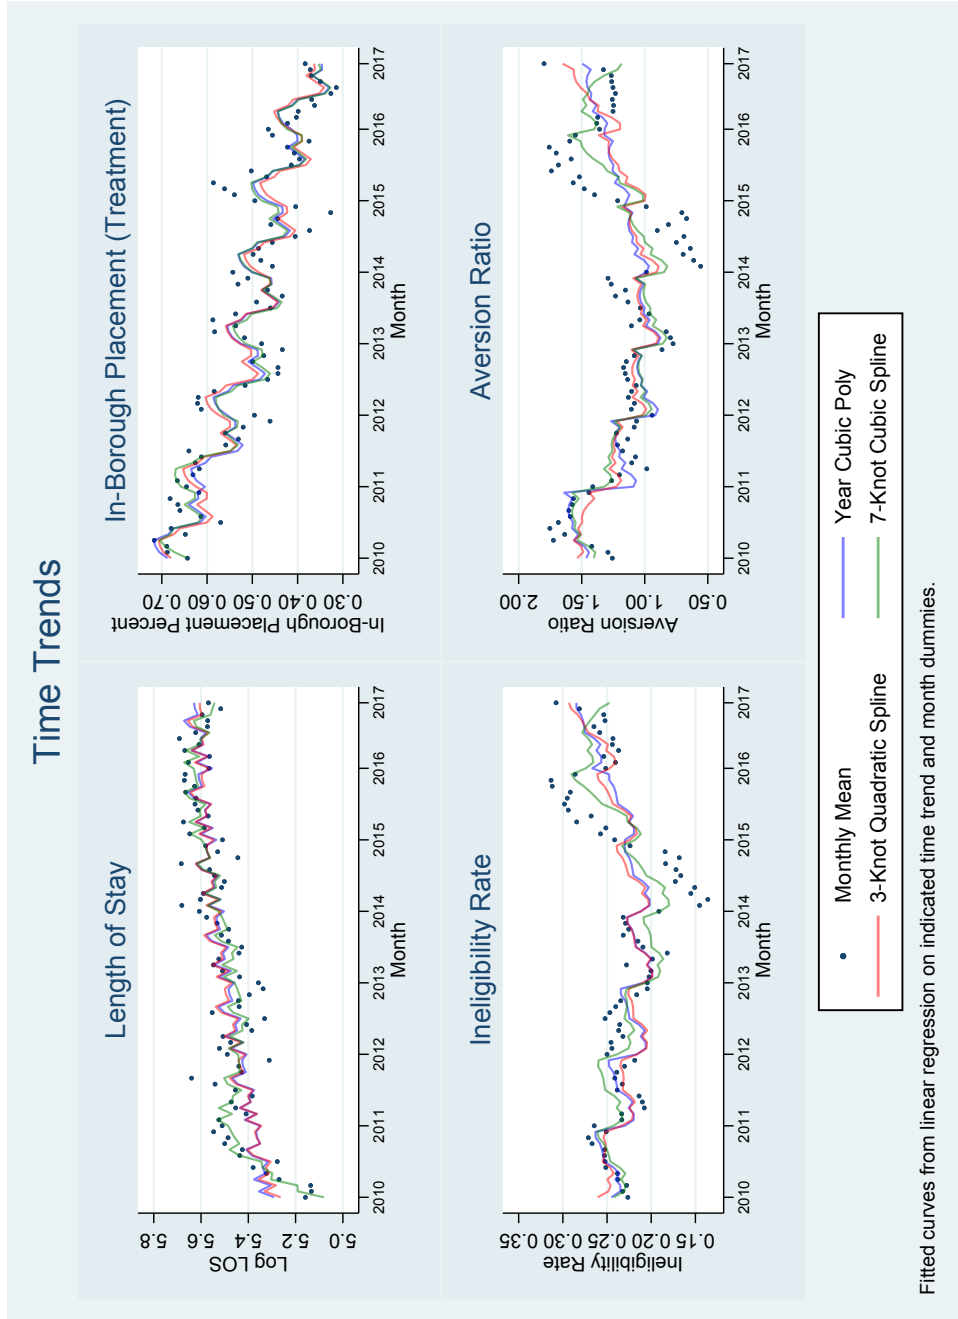 Time Trends
Length of Stay
Log LOS
5.0 5.2 5.4 5.6 5.8
2010 2011 2012 2013 2014 2015 2016 2017
Month
In-Borough Placement (Treatment)
In-Borough Placement Percent
0.30 0.40 0.50 0.60 0.70
2010 2011 2012 2013 2014 2015 2016 2017
Month
Ineligibility Rate
Ineligibility Rate
0.15 0.20 0.25 0.30 0.35
2010 2011 2012 2013 2014 2015 2016 2017
Month
Aversion Ratio
Aversion Ratio
0.50 1.00 1.50 2.00
2010 2011 2012 2013 2014 2015 2016 2017
Month
Monthly Mean Year Cubic Poly
3-Knot Quadratic Spline 7-Knot Cubic Spline
Fitted curves from linear regression on indicated time trend and month dummies.